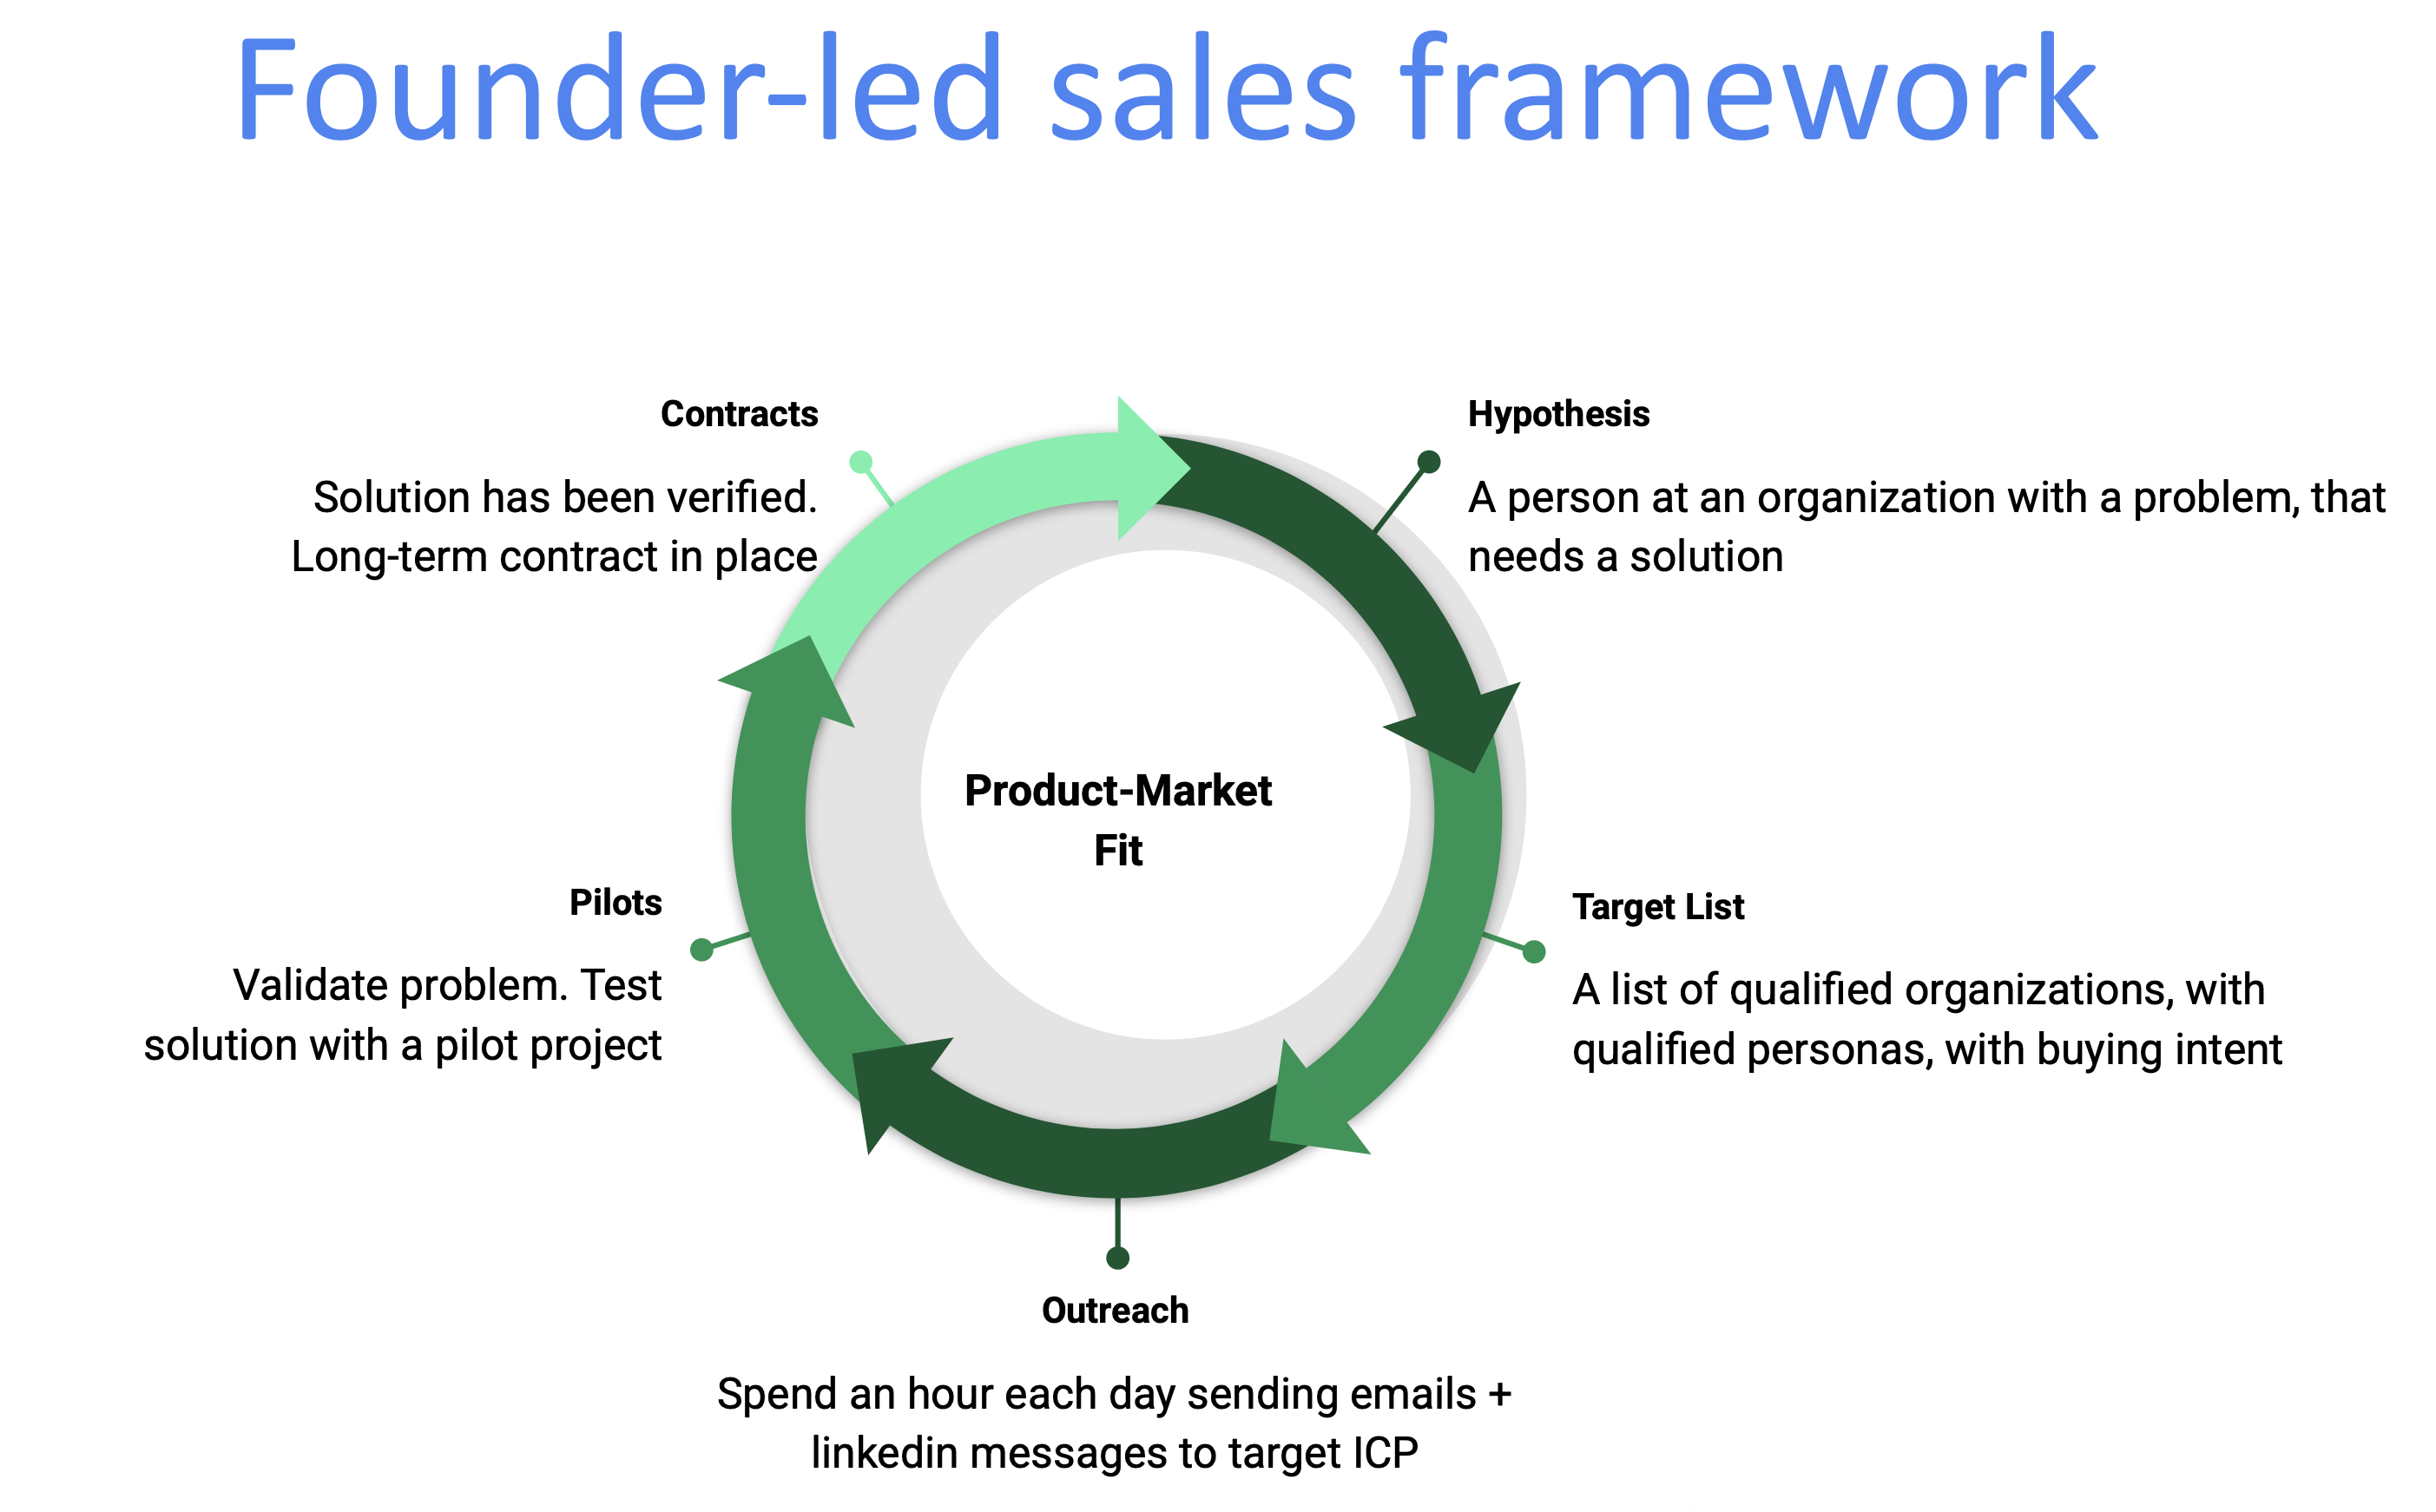 Founder-led sales framework
Contracts
Solution has been verified.
Long-term contract in place
Hypothesis
A person at an organization with a problem, that
needs a solution
Product-Market
Fit
Pilots
Validate problem. Test
solution with a pilot project
Target List
A list of qualified organizations, with
qualified personas, with buying intent
Outreach
Spend an hour each day sending emails +
linkedin messages to target ICP